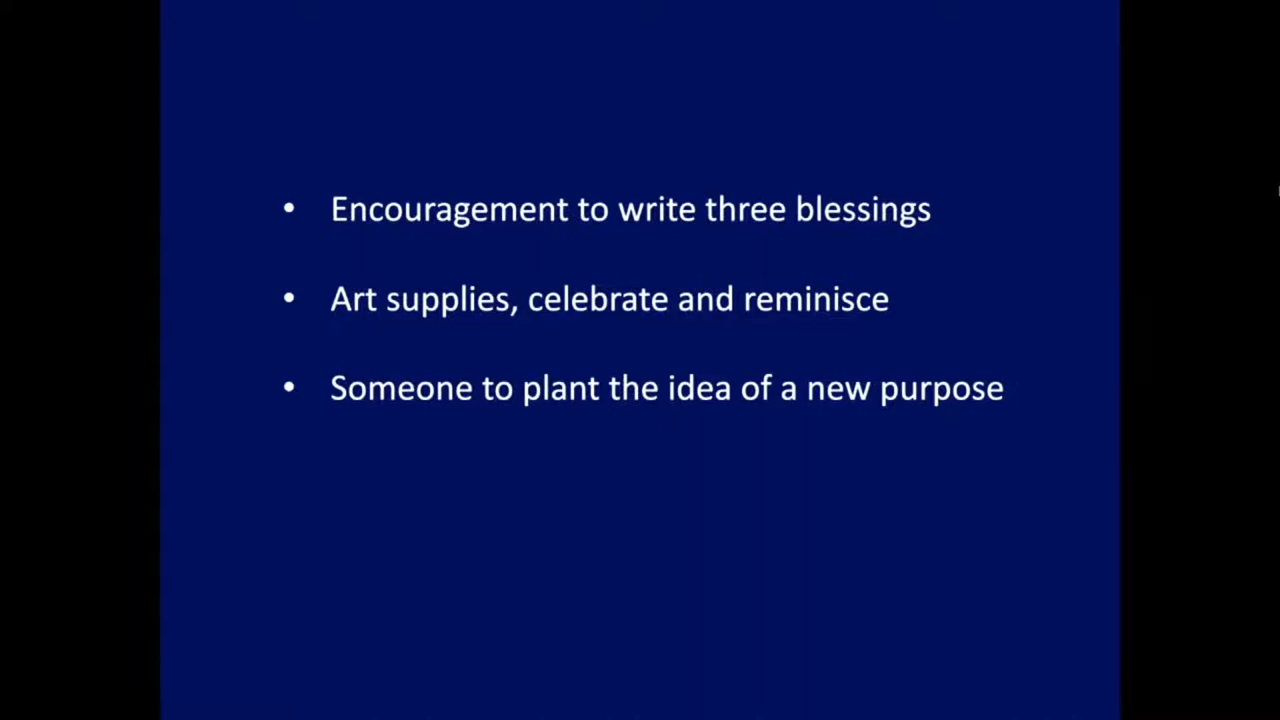 • Encouragement to write three blessings
• Art supplies, celebrate and reminisce
• Someone to plant the idea of a new purpose